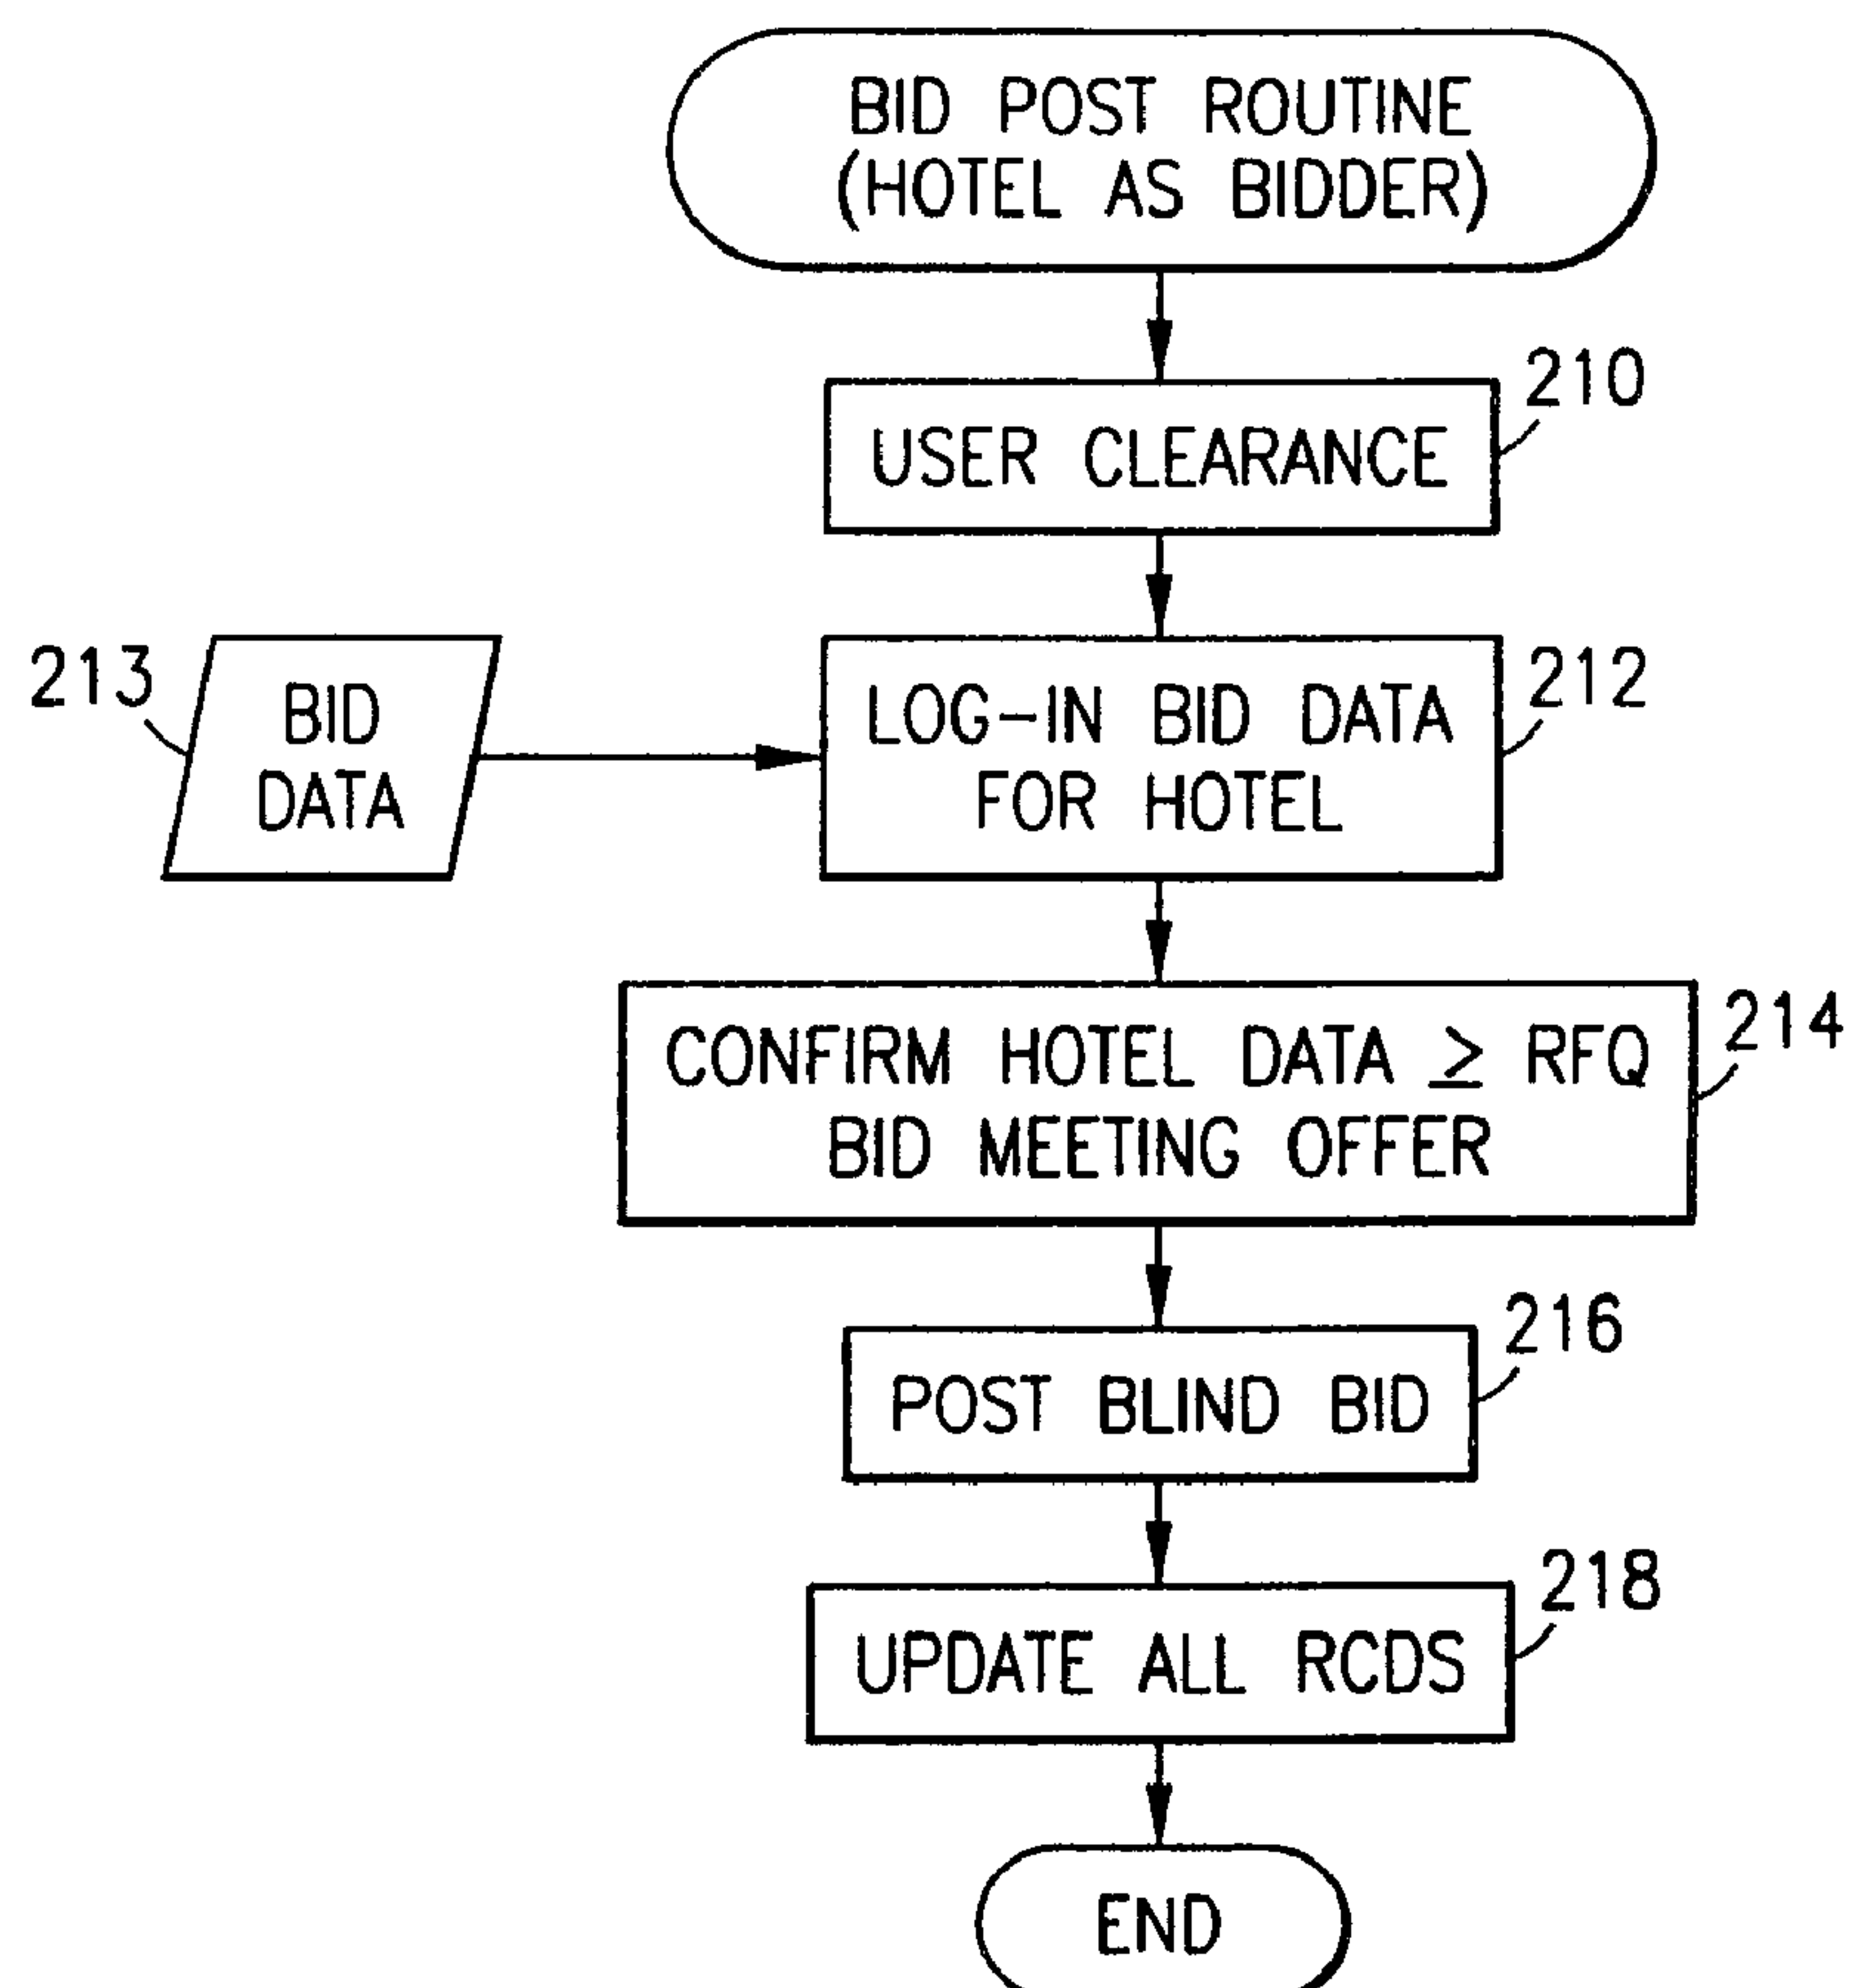 BID POST ROUTINE
(HOTEL AS BIDDER)
210
USER CLEARANCE
213
BID
DATA
212
LOG-IN BID DATA
FOR HOTEL
214
CONFIRM HOTEL DATA ≥ RFQ
BID MEETING OFFER
216
POST BLIND BID
218
UPDATE ALL RCDS
END